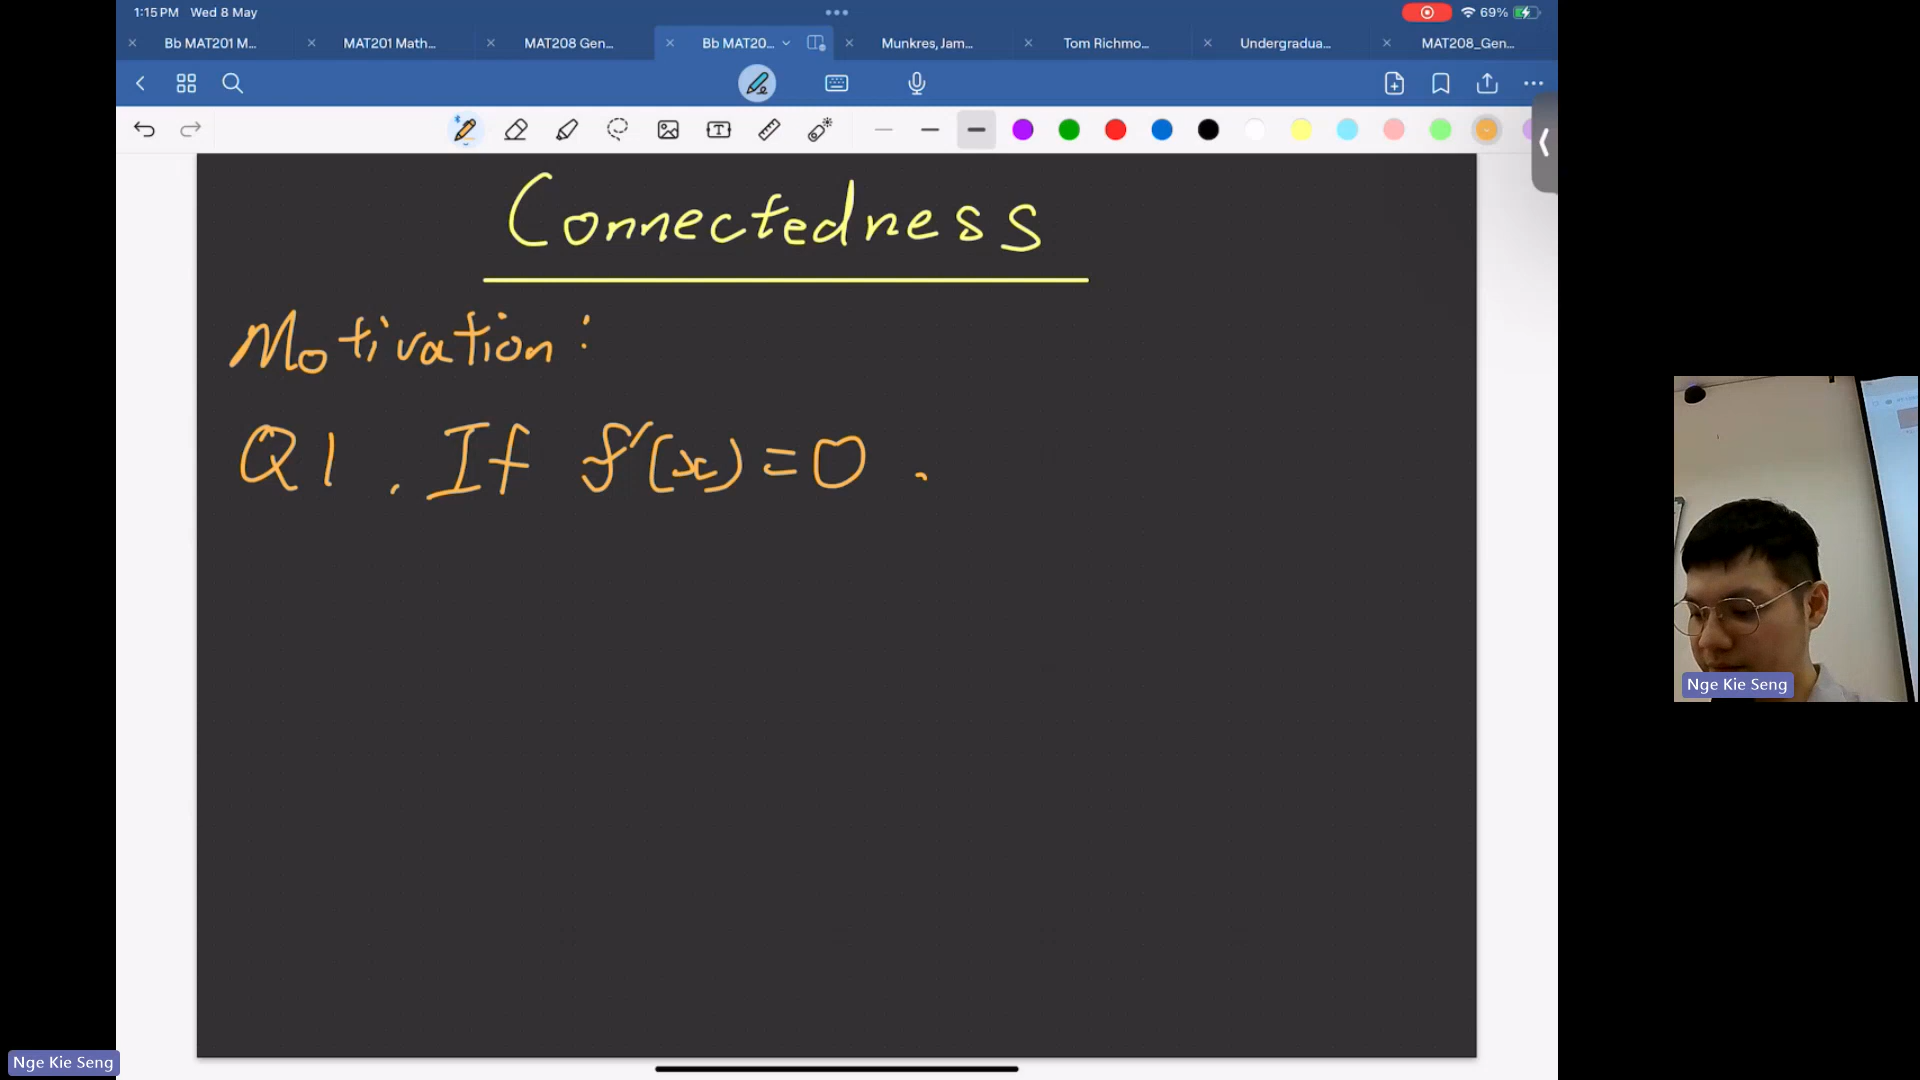 1:15 PM Wed 8 May
69%
Bb MAT201 M...
MAT201 Math...
MAT208 Gen...
Bb MAT20...
Munkres, Jam...
Tom Richmo...
Undergradua...
MAT208_Gen...
Connectedness
Motivation:
Q1. If f'(x)=0.
Nge Kie Seng
Nge Kie Seng